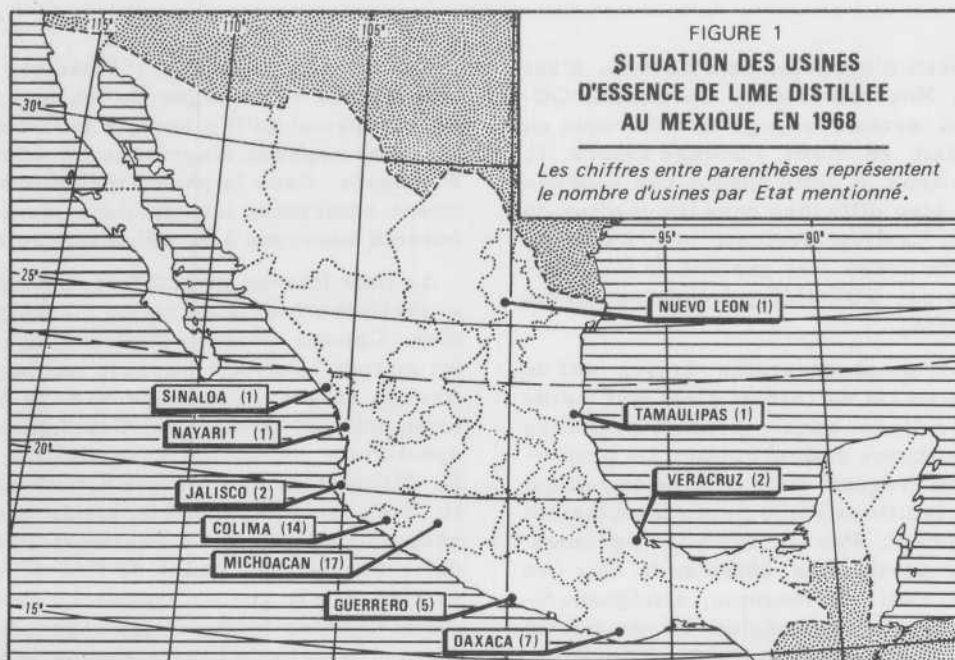 FIGURE 1
SITUATION DES USINES
D'ESSENCE DE LIME DISTILLEE
AU MEXIQUE, EN 1968
Les chiffres entre parenthèses représentent
le nombre d'usines par Etat mentionné.
115°
110°
105°
30°
95°
90°
25°
NUEVO LEON (1)
SINALOA (1)
TAMAULIPAS (1)
NAYARIT (1)
20°
VERACRUZ (2)
JALISCO (2)
COLIMA (14)
MICHOACAN (17)
GUERRERO (5)
15°
OAXACA (7)